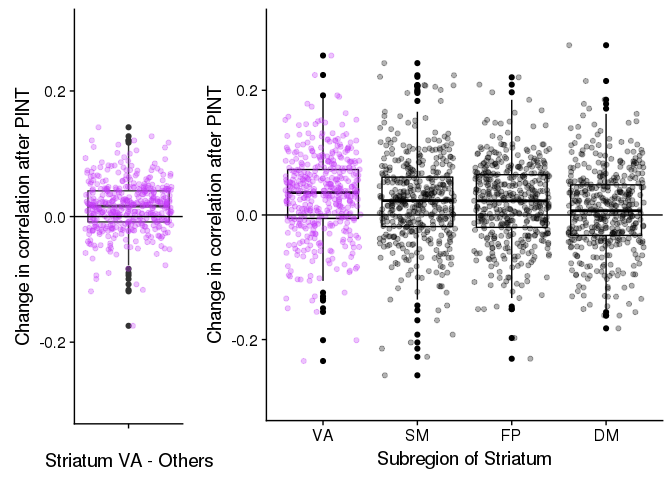 Change in correlation after PINT
0.2
0.0
-0.2
Striatum VA - Others
Change in correlation after PINT
0.2
0.0
-0.2
VA SM FP DM
Subregion of Striatum